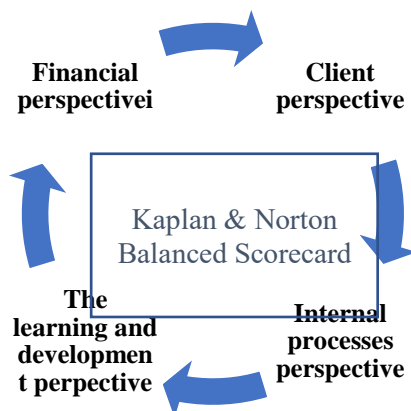 Financial
perspectivei
Client
perspective
Kaplan & Norton
Balanced Scorecard
The
learning and
developmen
t perpective
Internal
processes
perspective